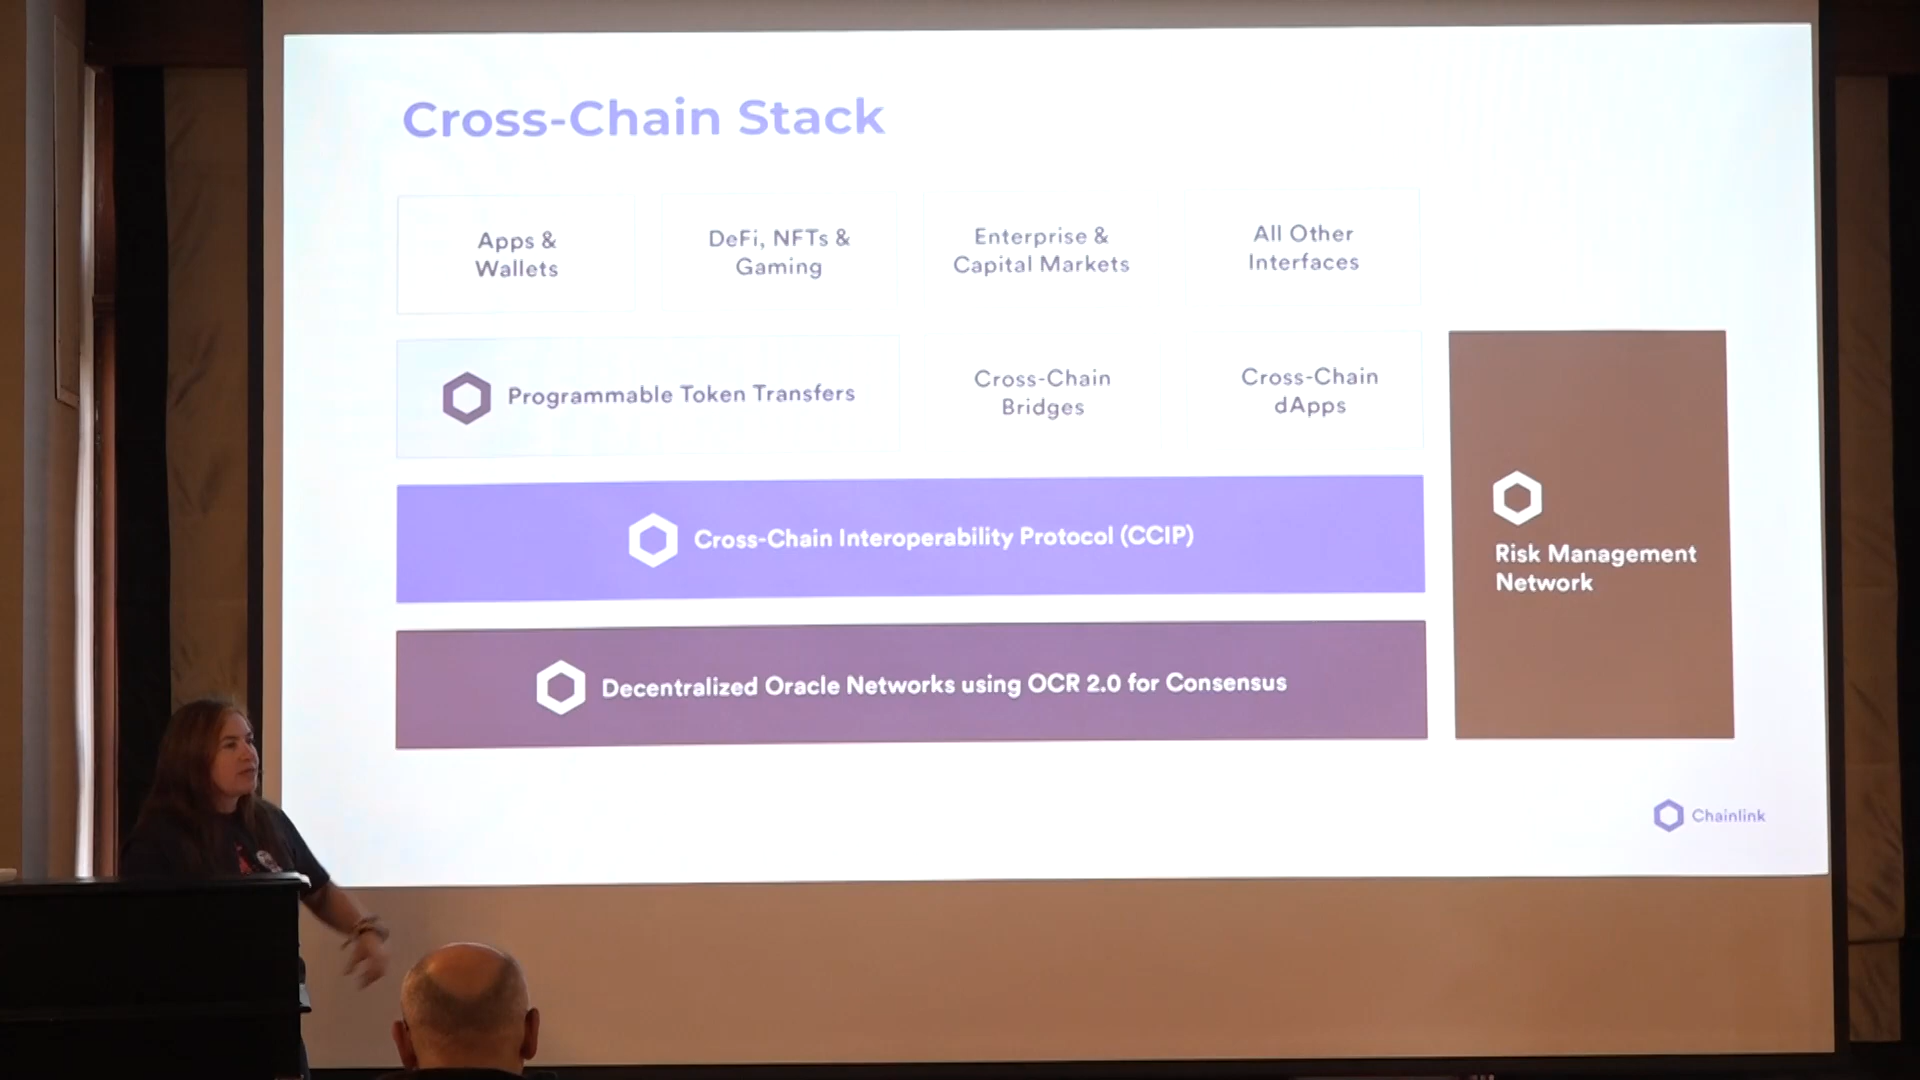 Cross-Chain Stack
Apps &
Wallets
DeFi, NFTs &
Gaming
Enterprise &
Capital Markets
All Other
Interfaces
Programmable Token Transfers
Cross-Chain
Bridges
Cross-Chain
dApps
Cross-Chain Interoperability Protocol (CCIP)
Risk Management
Network
Decentralized Oracle Networks using OCR 2.0 for Consensus
Chainlink